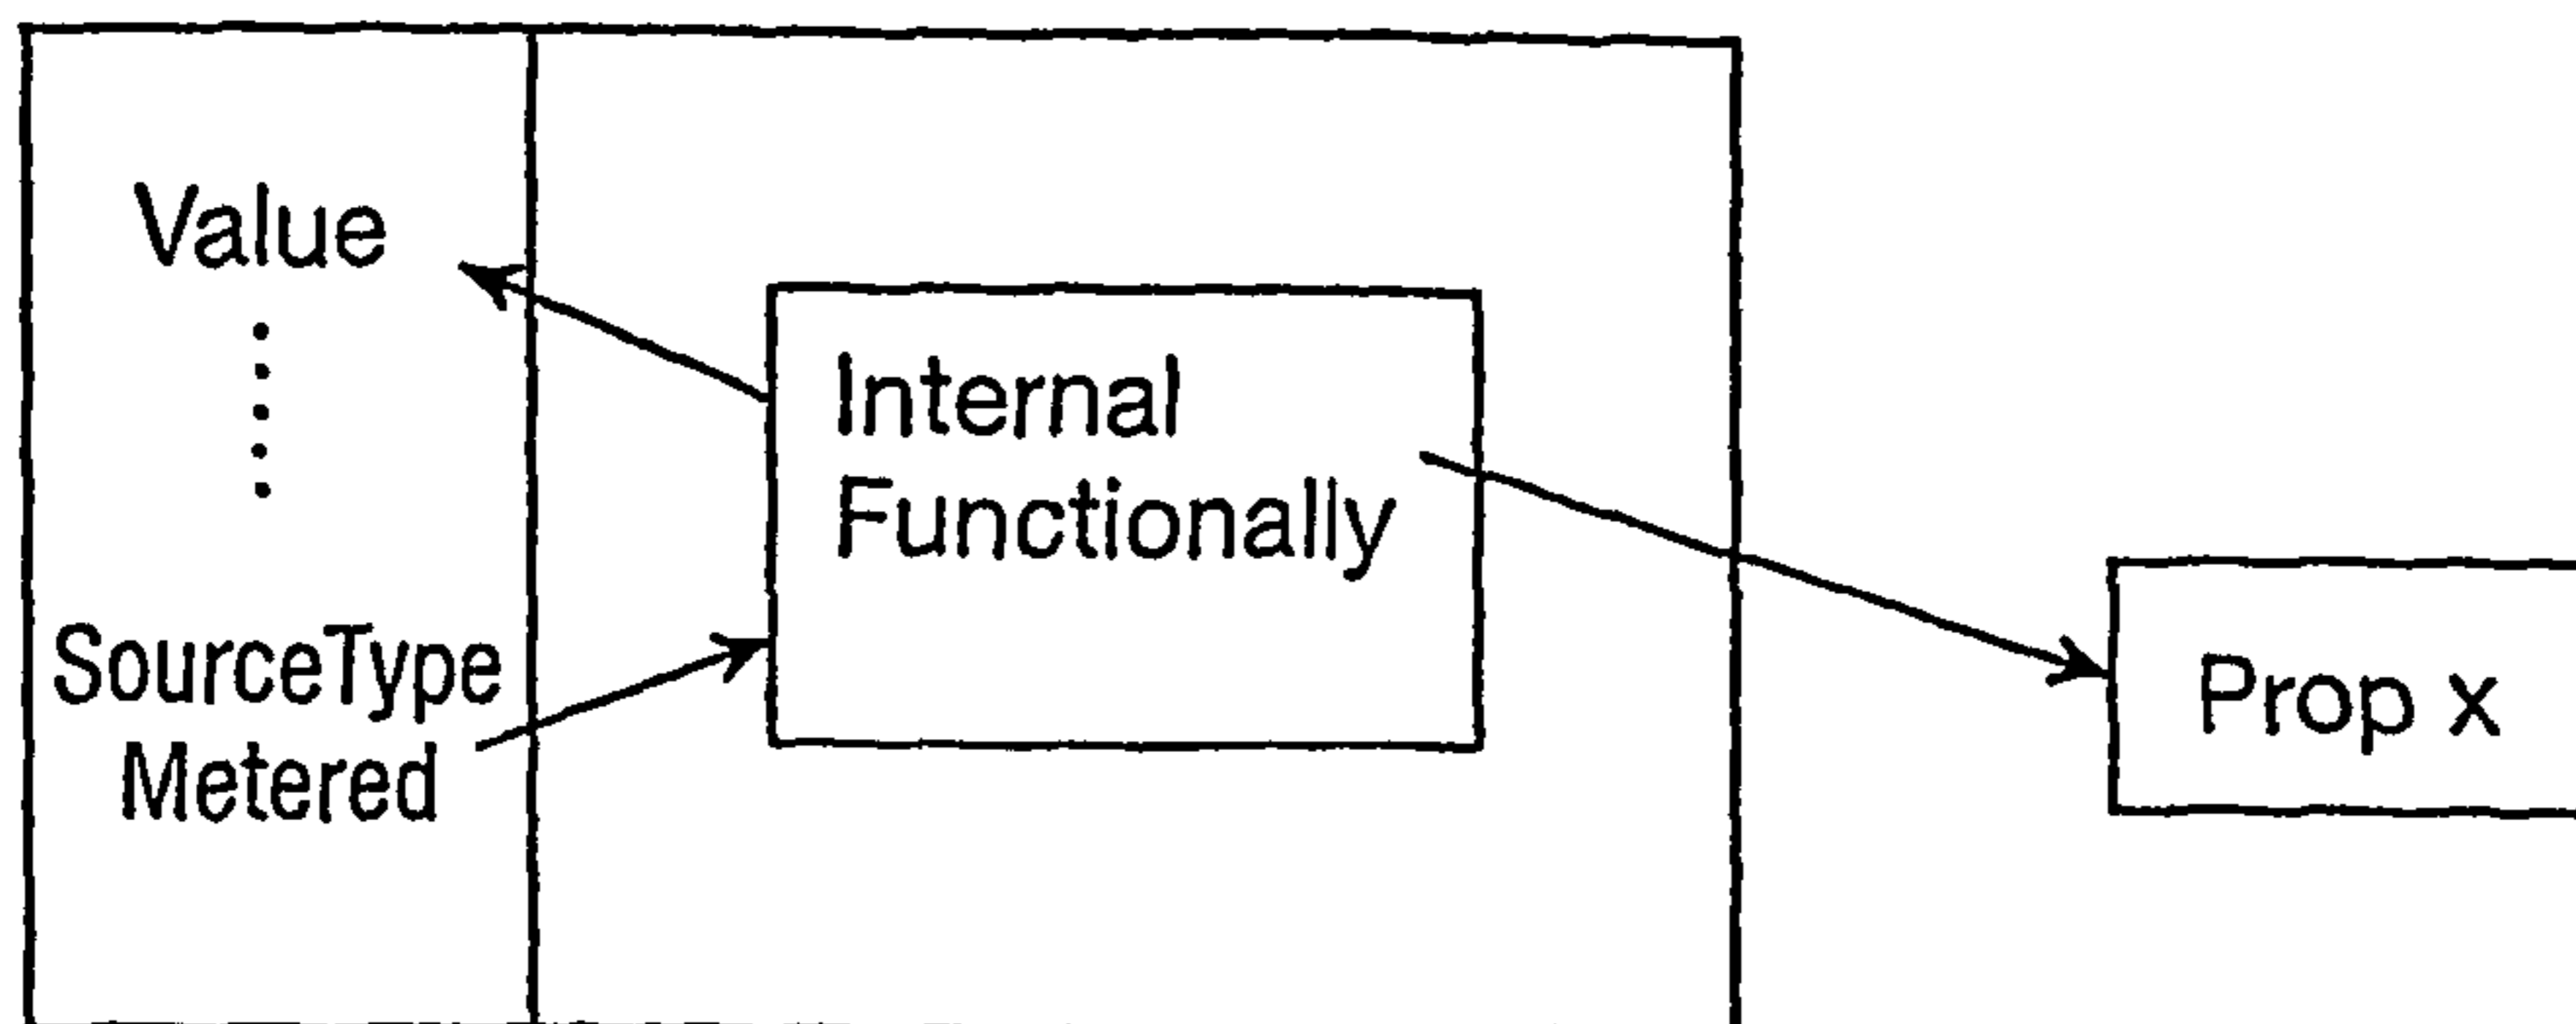 Value
SourceType
Metered
Internal
Functionally
Prop x